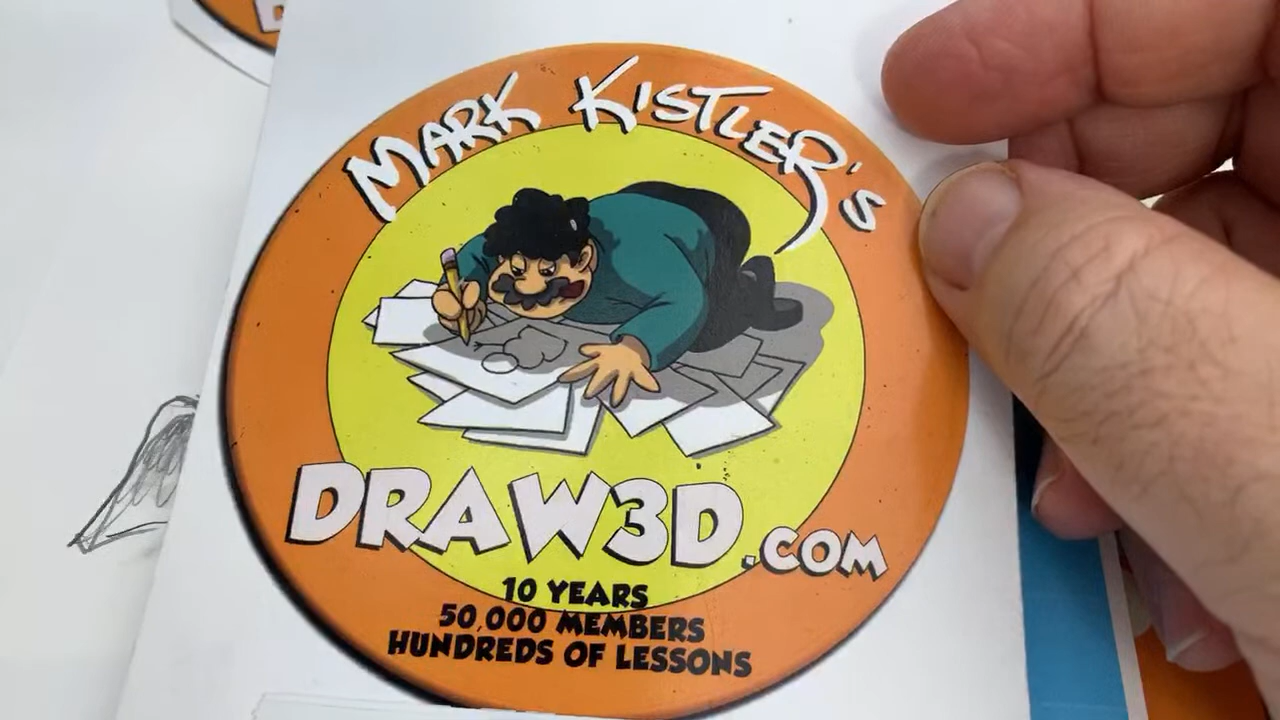 MARK KISTLER'S
DRAW3D.COM
10 YEARS
50,000 MEMBERS
HUNDREDS OF LESSONS